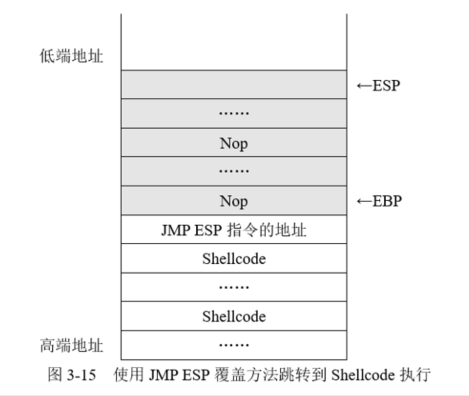 低端地址
←ESP
……
Nop
……
Nop
←EBP
JMP ESP 指令的地址
Shellcode
……
Shellcode
高端地址
……
图 3-15 使用 JMP ESP 覆盖方法跳转到 Shellcode 执行